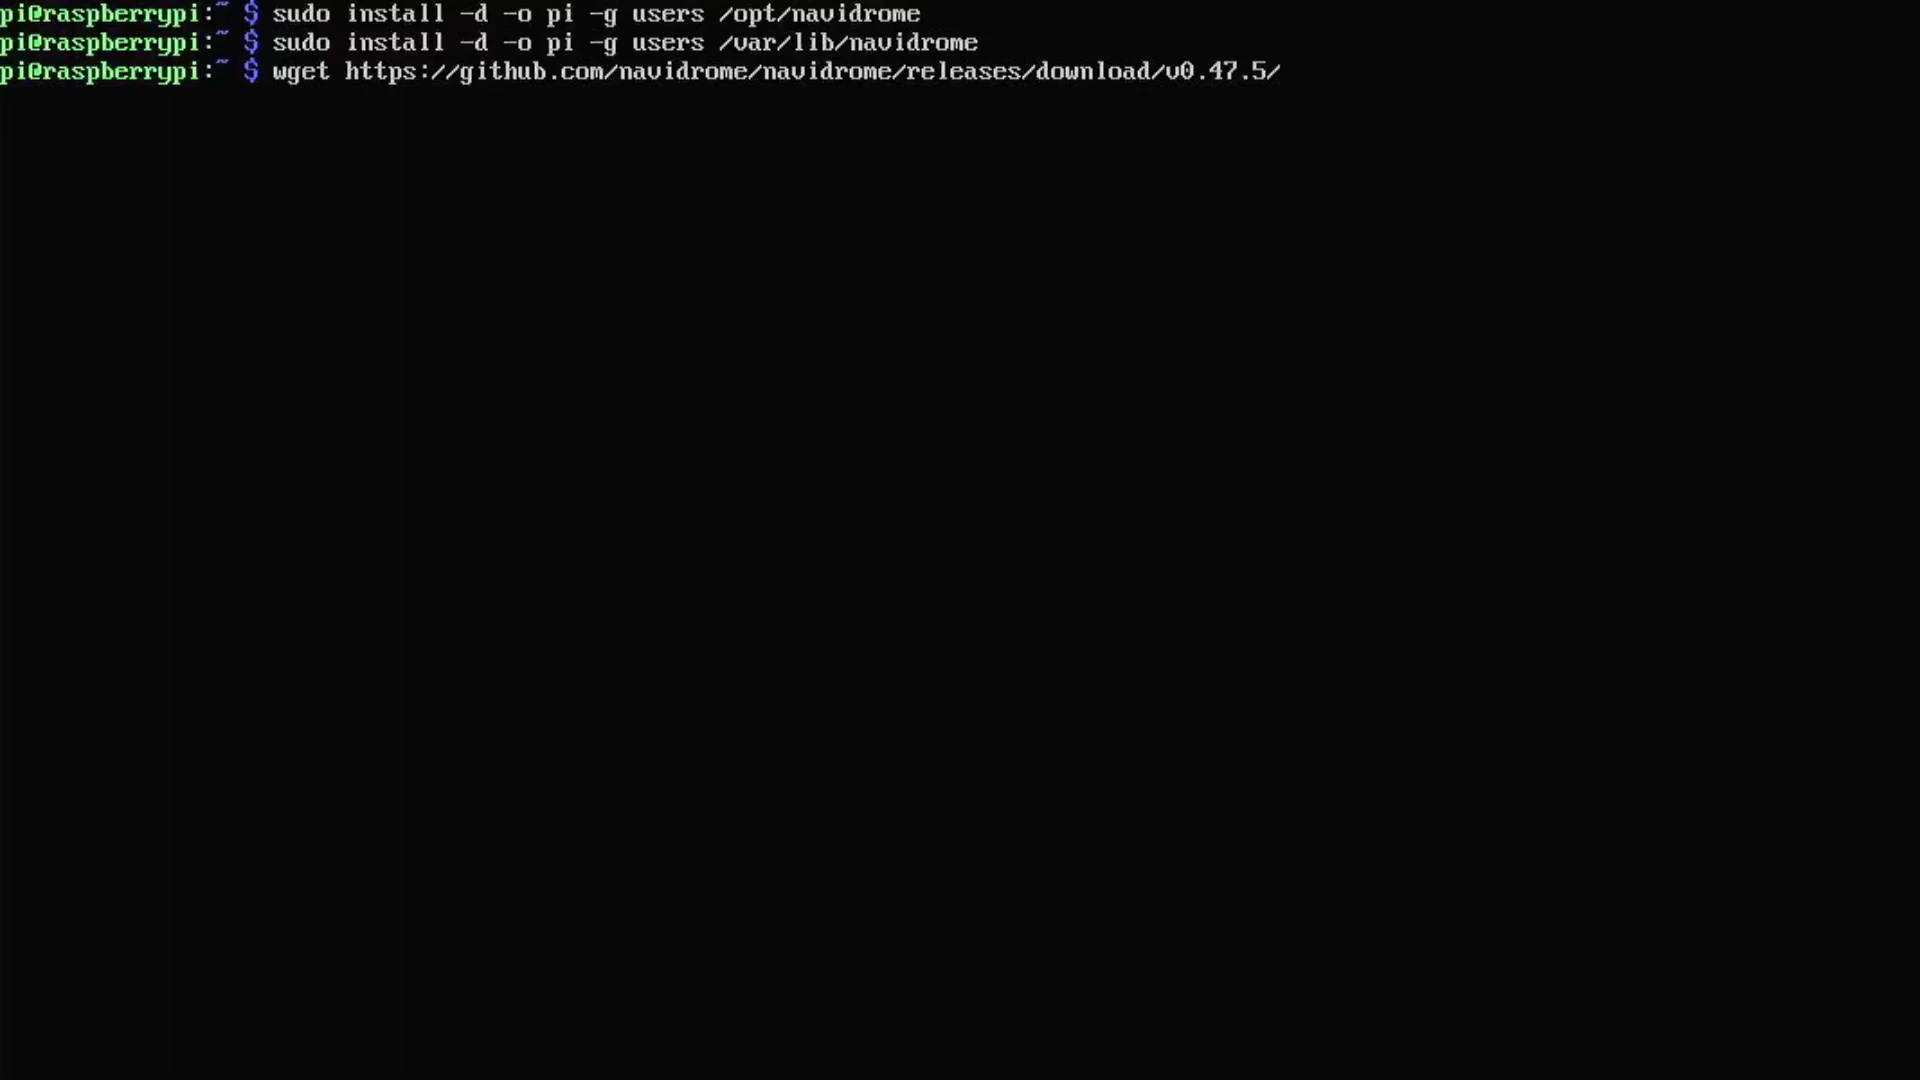 pi@raspberrypi:~ $ sudo install -d -o pi -g users /opt/navidrome
pi@raspberrypi:~ $ sudo install -d -o pi -g users /var/lib/navidrome
pi@raspberrypi:~ $ wget https://github.com/navidrome/navidrome/releases/download/v0.47.5/